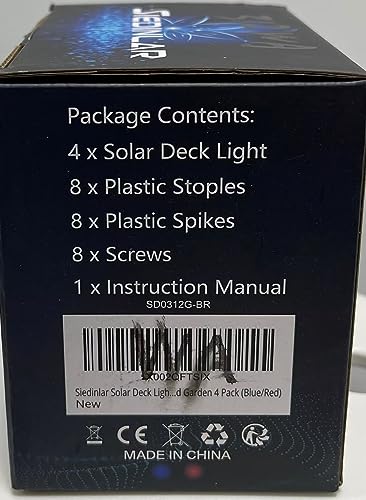 SIEDINLAR
Package Contents:
4 x Solar Deck Light
8 x Plastic Stoples
8 x Plastic Spikes
8 x Screws
1 x Instruction Manual
SD0312G-BR
X002QFTSIX
Siedinlar Solar Deck Ligh...d Garden 4 Pack (Blue/Red)
New
CE
MADE IN CHINA